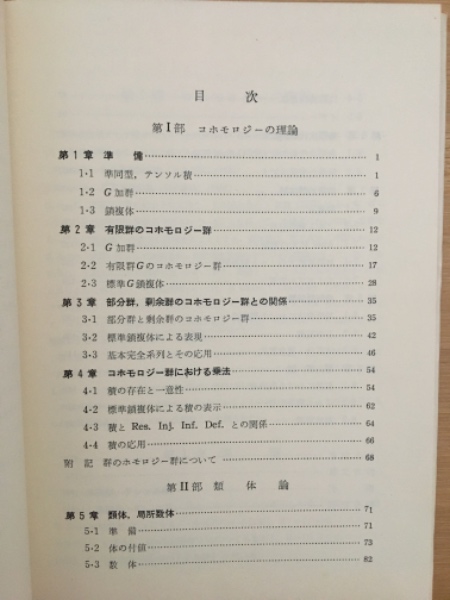 目 次
第Ⅰ部 コホモロジーの理論
第1章 準 備 1
1·1 準同型，テンソル積 1
1·2 G 加群 6
1·3 鎖複体 9
第2章 有限群のコホモロジー群 12
2·1 G 加群 12
2·2 有限群Gのコホモロジー群 17
2·3 標準G鎖複体 28
第3章 部分群，剰余群のコホモロジー群との関係 35
3·1 部分群と剰余群のコホモロジー群 35
3·2 標準鎖複体による表現 42
3·3 基本完全系列とその応用 46
第4章 コホモロジー群における乗法 54
4·1 積の存在と一意性 54
4·2 標準鎖複体による積の表示 62
4·3 積と Res. Inj. Inf. Def. との関係 64
4·4 積の応用 66
附 記 群のホモロジー群について 68
第Ⅱ部 類 体 論
第5章 類体，局所数体 71
5·1 準 備 71
5·2 体の付値 73
5·3 数 体 82